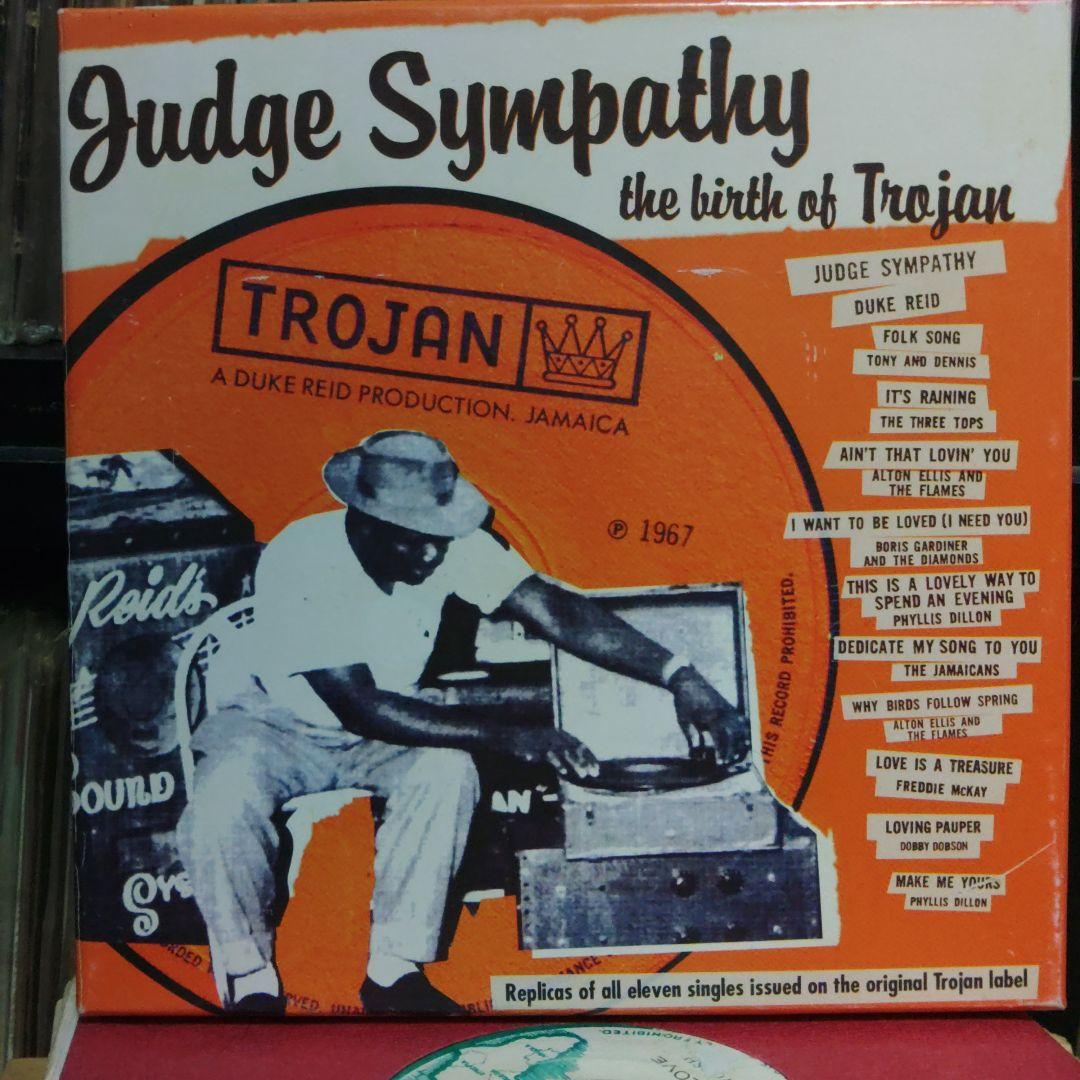 Judge Sympathy
the birth of Trojan
TROJAN
A DUKE REID PRODUCTION. JAMAICA
℗ 1967
JUDGE SYMPATHY
DUKE REID
FOLK SONG
TONY AND DENNIS
IT'S RAINING
THE THREE TOPS
AIN'T THAT LOVIN' YOU
ALTON ELLIS AND
THE FLAMES
I WANT TO BE LOVED (I NEED YOU)
BORIS GARDINER
AND THE DIAMONDS
THIS IS A LOVELY WAY TO
SPEND AN EVENING
PHYLLIS DILLON
DEDICATE MY SONG TO YOU
THE JAMAICANS
WHY BIRDS FOLLOW SPRING
ALTON ELLIS AND
THE FLAMES
LOVE IS A TREASURE
FREDDIE McKAY
LOVING PAUPER
DOBBY DOBSON
MAKE ME YOURS
PHYLLIS DILLON
Reid's
SOUND
THIS RECORD PROHIBITED.
Replicas of all eleven singles issued on the original Trojan label